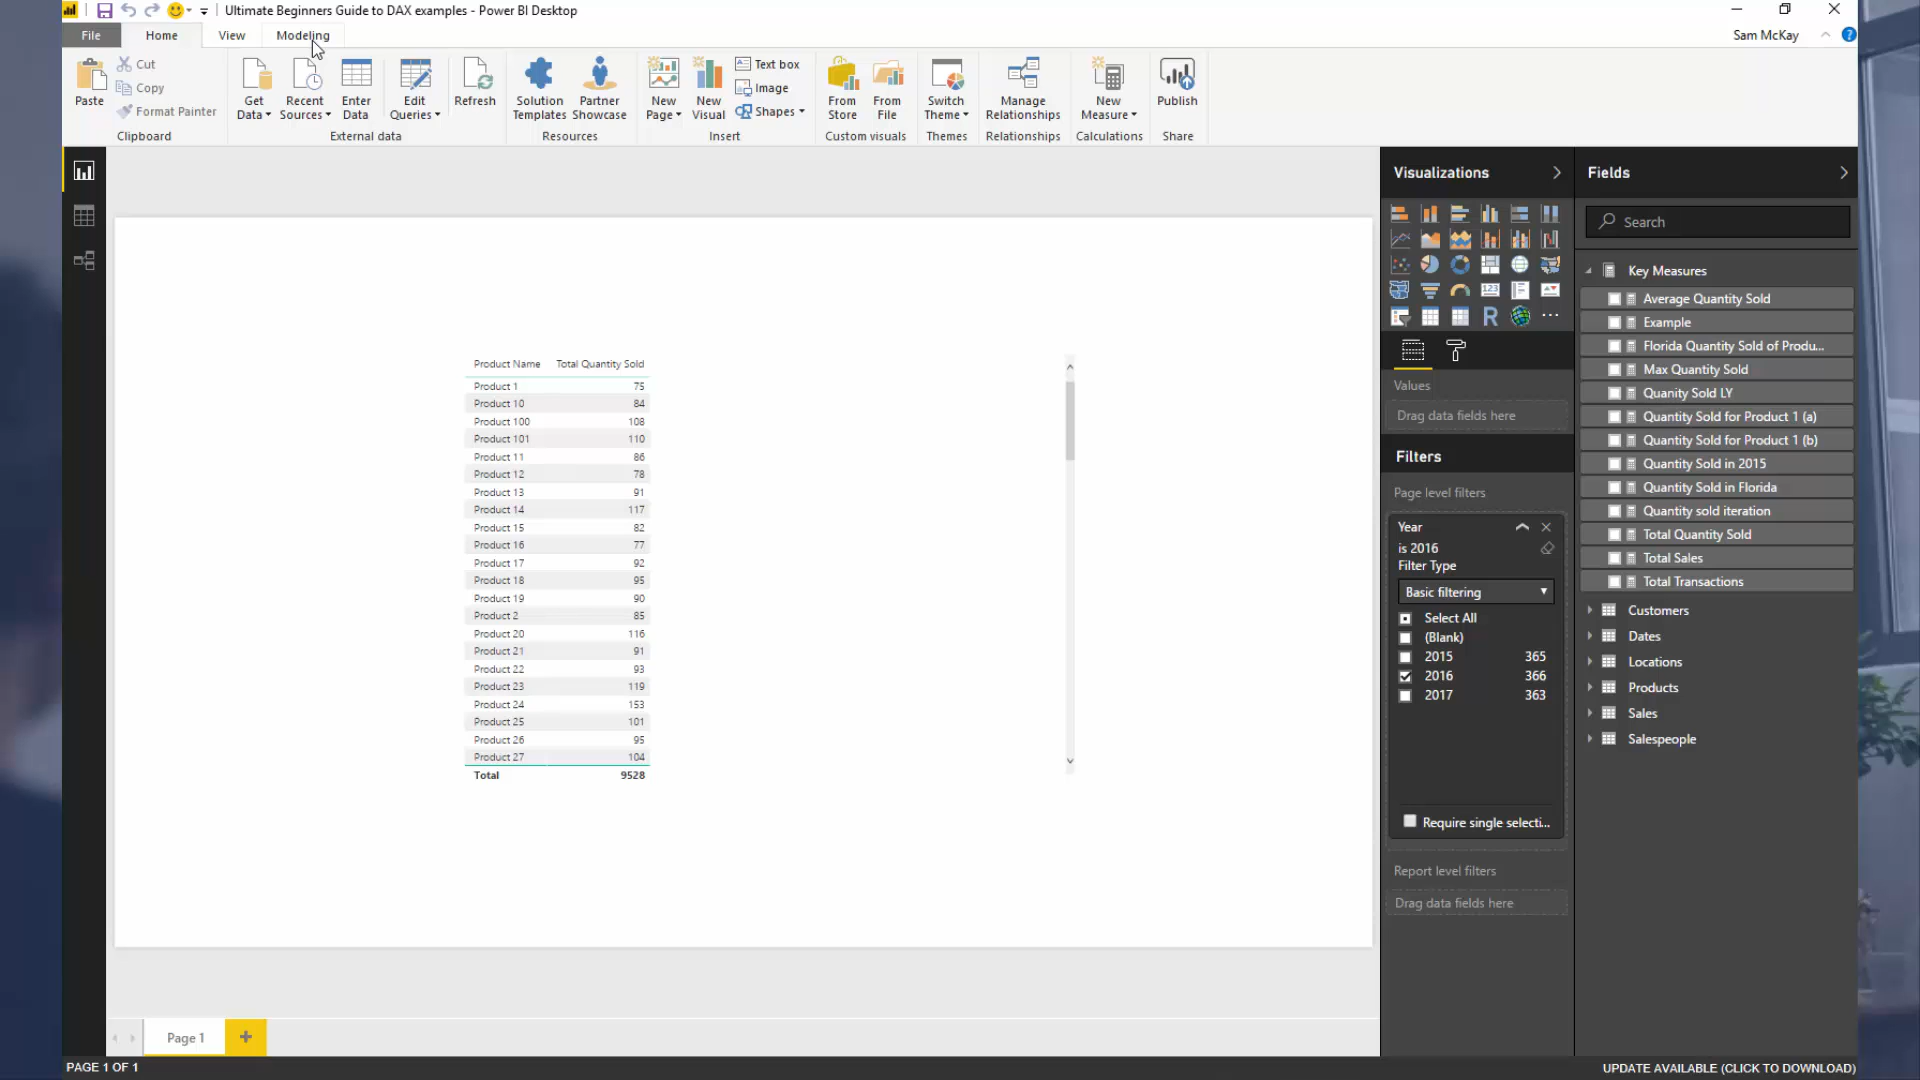 Ultimate Beginners Guide to DAX examples - Power BI Desktop
File Home View Modeling Sam McKay ?
Paste Cut Copy Format Painter
Get Data Recent Sources Enter Data Edit Queries Refresh
Solution Templates Partner Showcase
New Page New Visual Text box Image Shapes
From Store From File Switch Theme Manage Relationships New Measure Publish
Clipboard External data Resources Insert Custom visuals Themes Relationships Calculations Share
Product Name Total Quantity Sold
Product 1 75
Product 10 84
Product 100 108
Product 101 110
Product 11 86
Product 12 78
Product 13 91
Product 14 117
Product 15 82
Product 16 77
Product 17 92
Product 18 95
Product 19 90
Product 2 85
Product 20 116
Product 21 91
Product 22 93
Product 23 119
Product 24 153
Product 25 101
Product 26 95
Product 27 104
Total 9528
Visualizations
123
R
Values
Drag data fields here
Filters
Page level filters
Year
is 2016
Filter Type
Basic filtering
Select All
(Blank)
2015 365
2016 366
2017 363
Require single selecti...
Report level filters
Drag data fields here
Fields
Search
Key Measures
Average Quantity Sold
Example
Florida Quantity Sold of Produ...
Max Quantity Sold
Quanity Sold LY
Quantity Sold for Product 1 (a)
Quantity Sold for Product 1 (b)
Quantity Sold in 2015
Quantity Sold in Florida
Quantity sold iteration
Total Quantity Sold
Total Sales
Total Transactions
Customers
Dates
Locations
Products
Sales
Salespeople
Page 1
PAGE 1 OF 1
UPDATE AVAILABLE (CLICK TO DOWNLOAD)